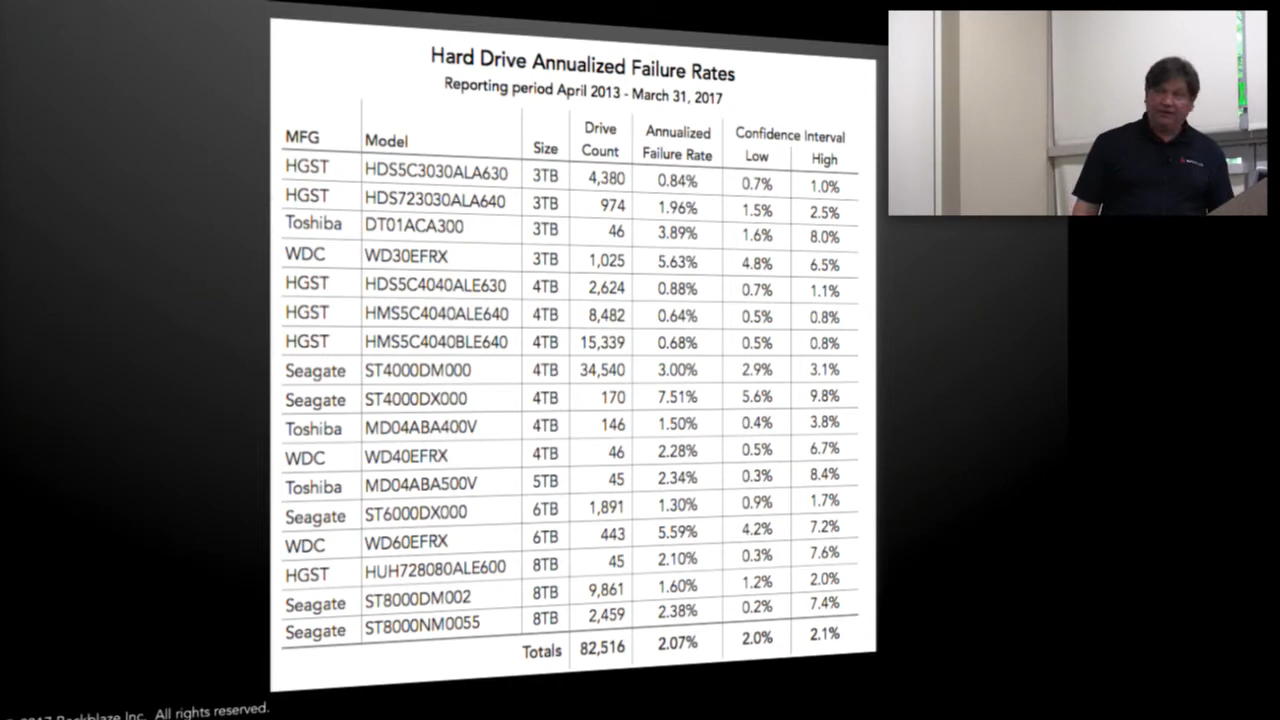 Hard Drive Annualized Failure Rates
Reporting period April 2013 - March 31, 2017
MFG Model Size Drive Count Annualized Failure Rate Confidence Interval Low High
HGST HDS5C3030ALA630 3TB 4,380 0.84% 0.7% 1.0%
HGST HDS723030ALA640 3TB 974 1.96% 1.5% 2.5%
Toshiba DT01ACA300 3TB 46 3.89% 1.6% 8.0%
WDC WD30EFRX 3TB 1,025 5.63% 4.8% 6.5%
HGST HDS5C4040ALE630 4TB 2,624 0.88% 0.7% 1.1%
HGST HMS5C4040ALE640 4TB 8,482 0.64% 0.5% 0.8%
HGST HMS5C4040BLE640 4TB 15,339 0.68% 0.5% 0.8%
Seagate ST4000DM000 4TB 34,540 3.00% 2.9% 3.1%
Seagate ST4000DX000 4TB 170 7.51% 5.6% 9.8%
Toshiba MD04ABA400V 4TB 146 1.50% 0.4% 3.8%
WDC WD40EFRX 4TB 46 2.28% 0.5% 6.7%
Toshiba MD04ABA500V 5TB 45 2.34% 0.3% 8.4%
Seagate ST6000DX000 6TB 1,891 1.30% 0.9% 1.7%
WDC WD60EFRX 6TB 443 5.59% 4.2% 7.2%
HGST HUH728080ALE600 8TB 45 2.10% 0.3% 7.6%
Seagate ST8000DM002 8TB 9,861 1.60% 1.2% 2.0%
Seagate ST8000NM0055 8TB 2,459 2.38% 0.2% 7.4%
Totals 82,516 2.07% 2.0% 2.1%
2017 Backblaze Inc. All rights reserved.